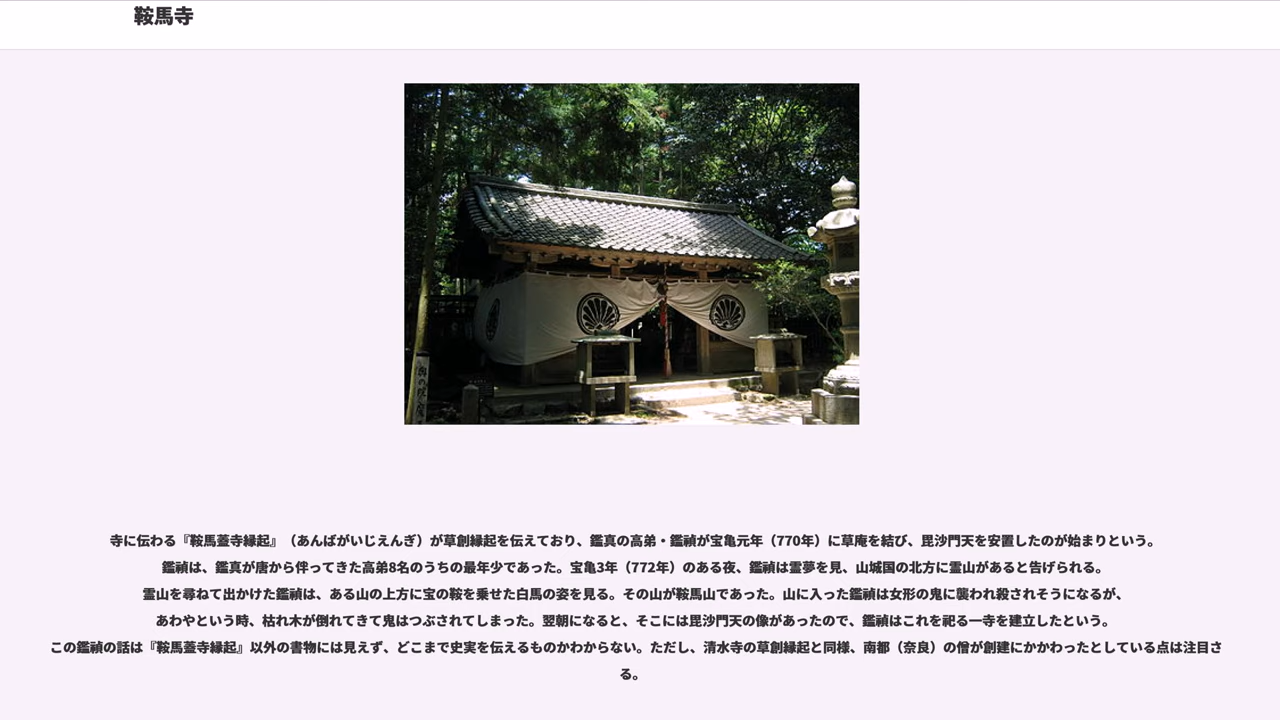 鞍馬寺
寺に伝わる『鞍馬蓋寺縁起』（あんばがいじえんぎ）が草創縁起を伝えており、鑑真の高弟・鑑禎が宝亀元年（770年）に草庵を結び、毘沙門天を安置したのが始まりという。
鑑禎は、鑑真が唐から伴ってきた高弟8名のうちの最年少であった。宝亀3年（772年）のある夜、鑑禎は霊夢を見、山城国の北方に霊山があると告げられる。
霊山を尋ねて出かけた鑑禎は、ある山の上方に宝の鞍を乗せた白馬の姿を見る。その山が鞍馬山であった。山に入った鑑禎は女形の鬼に襲われ殺されそうになるが、
あわやという時、枯れ木が倒れてきて鬼はつぶされてしまった。翌朝になると、そこには毘沙門天の像があったので、鑑禎はこれを祀る一寺を建立したという。
この鑑禎の話は『鞍馬蓋寺縁起』以外の書物には見えず、どこまで史実を伝えるものかわからない。ただし、清水寺の草創縁起と同様、南都（奈良）の僧が創建にかかわったとしている点は注目さ
る。